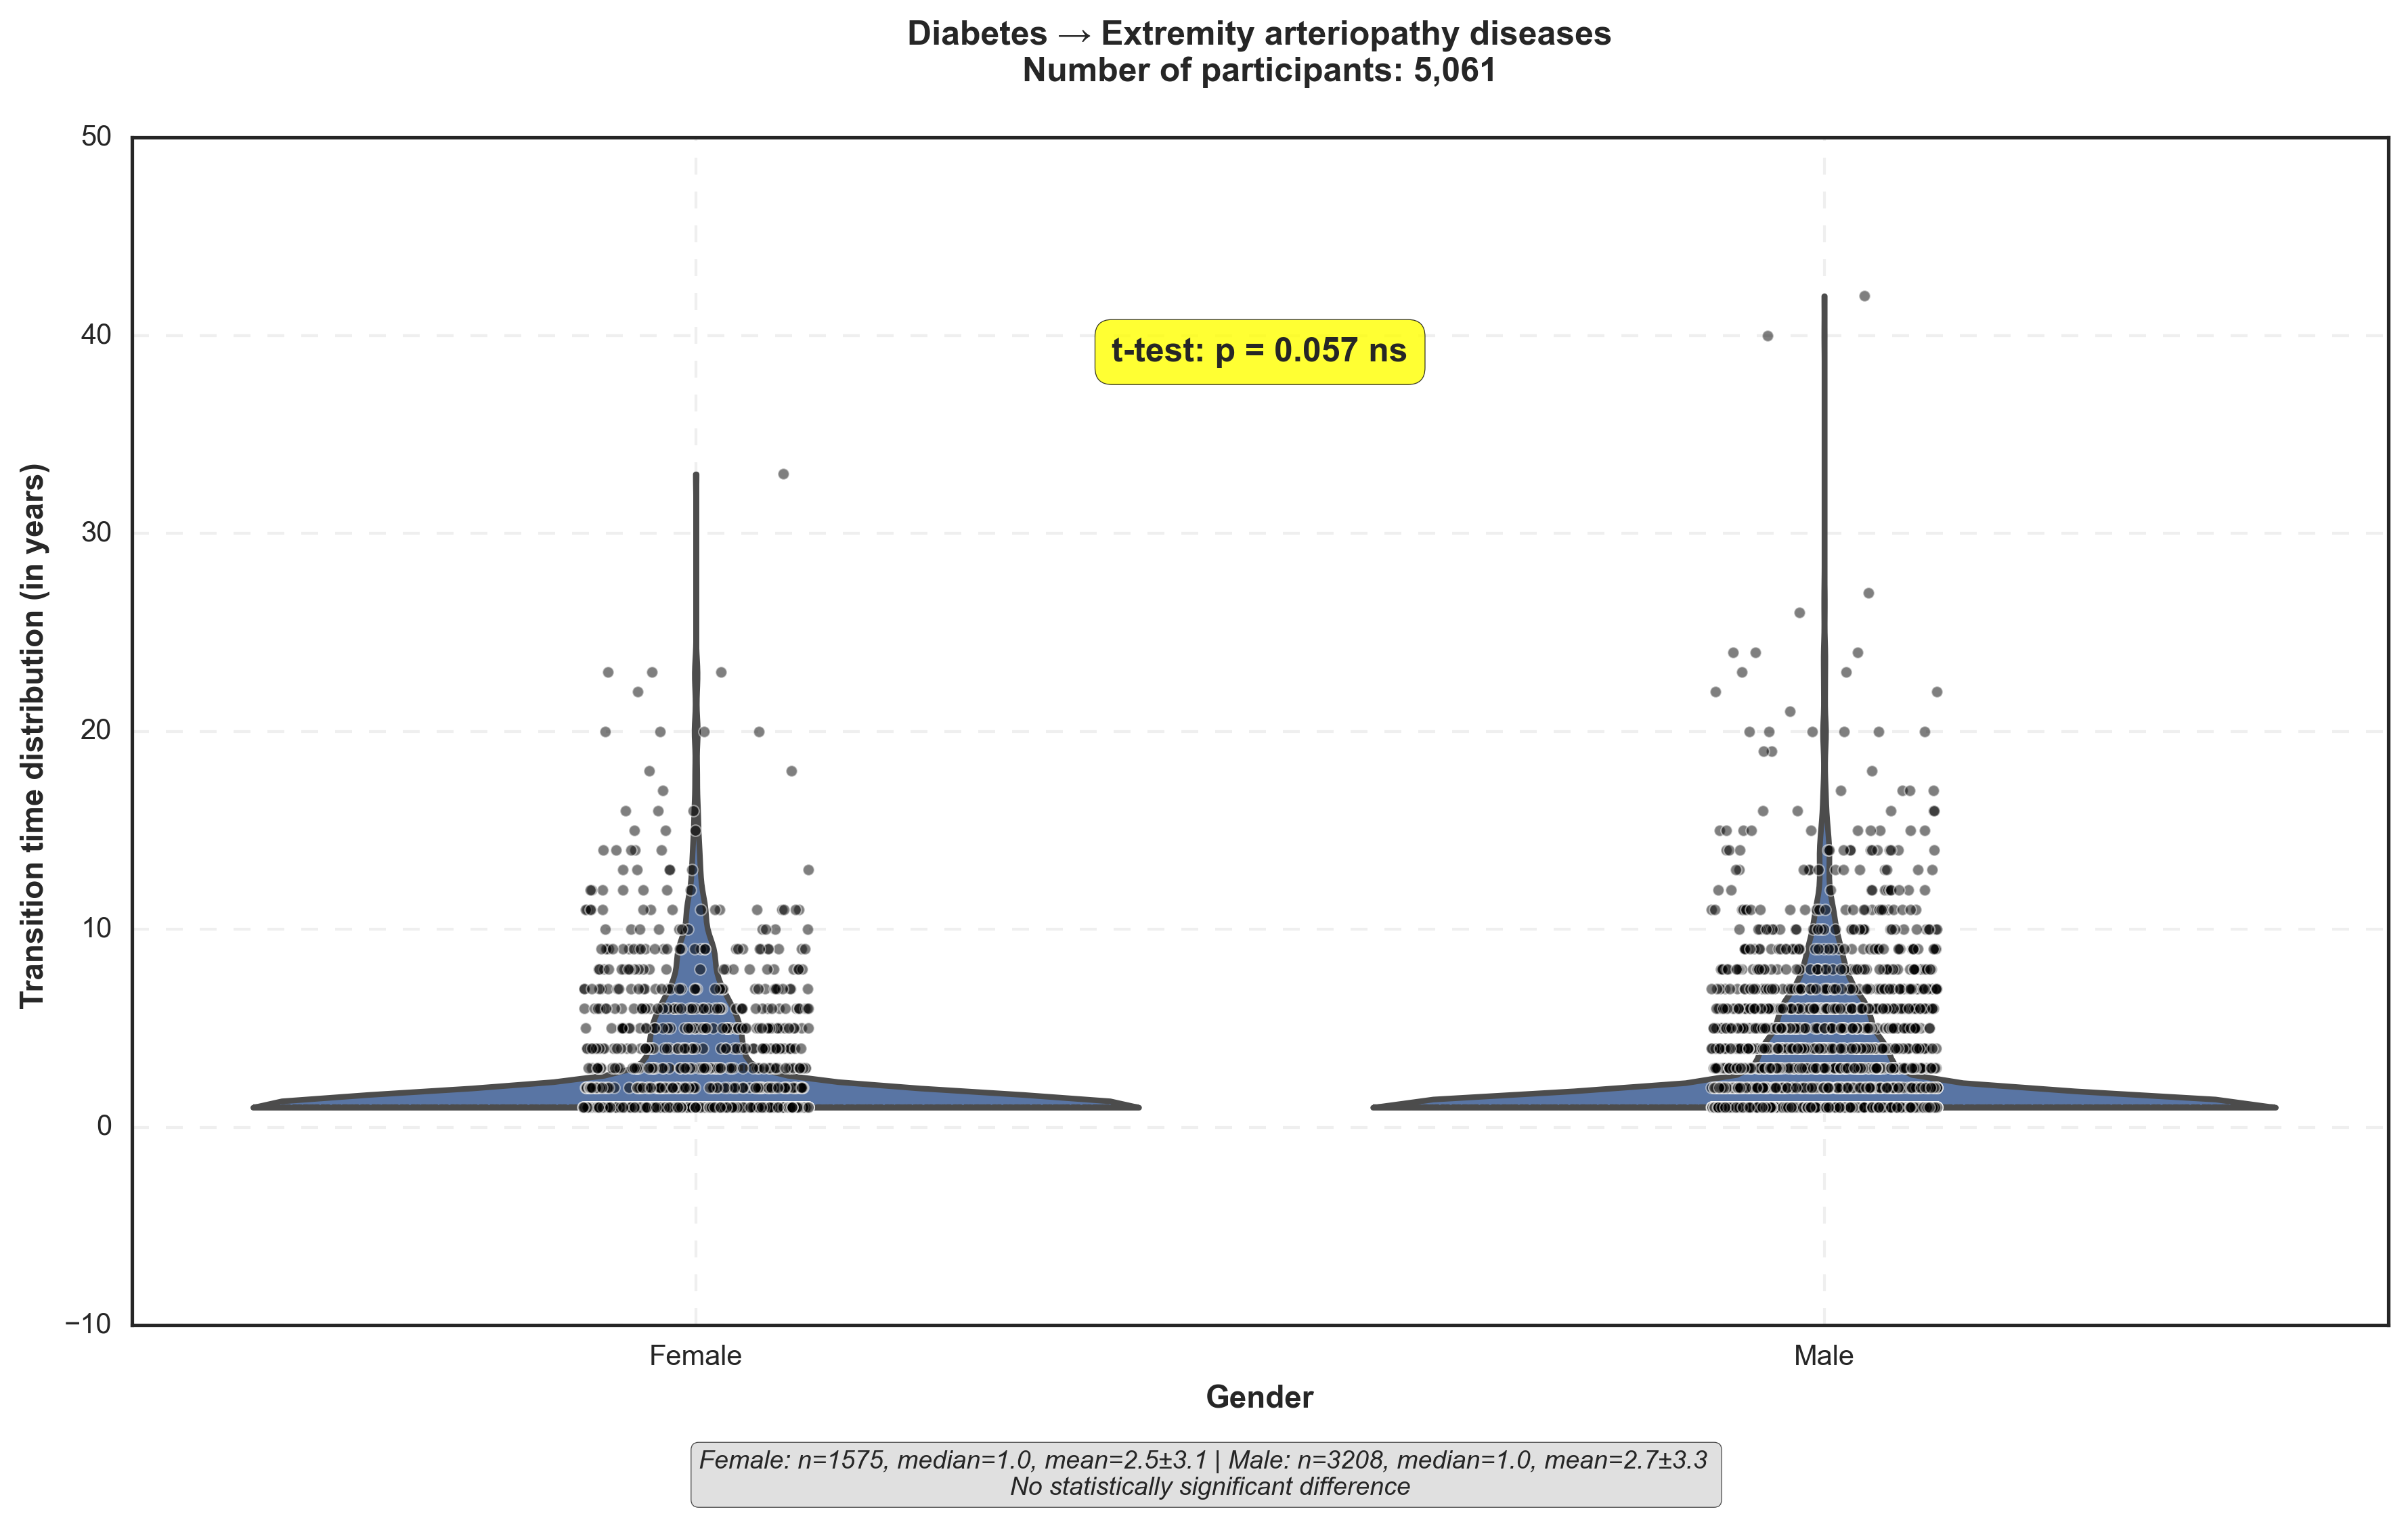 Diabetes → Extremity arteriopathy diseases
Number of participants: 5,061
50
40
30
20
10
0
−10
Transition time distribution (in years)
t-test: p = 0.057 ns
Female
Male
Gender
Female: n=1575, median=1.0, mean=2.5±3.1 | Male: n=3208, median=1.0, mean=2.7±3.3
No statistically significant difference